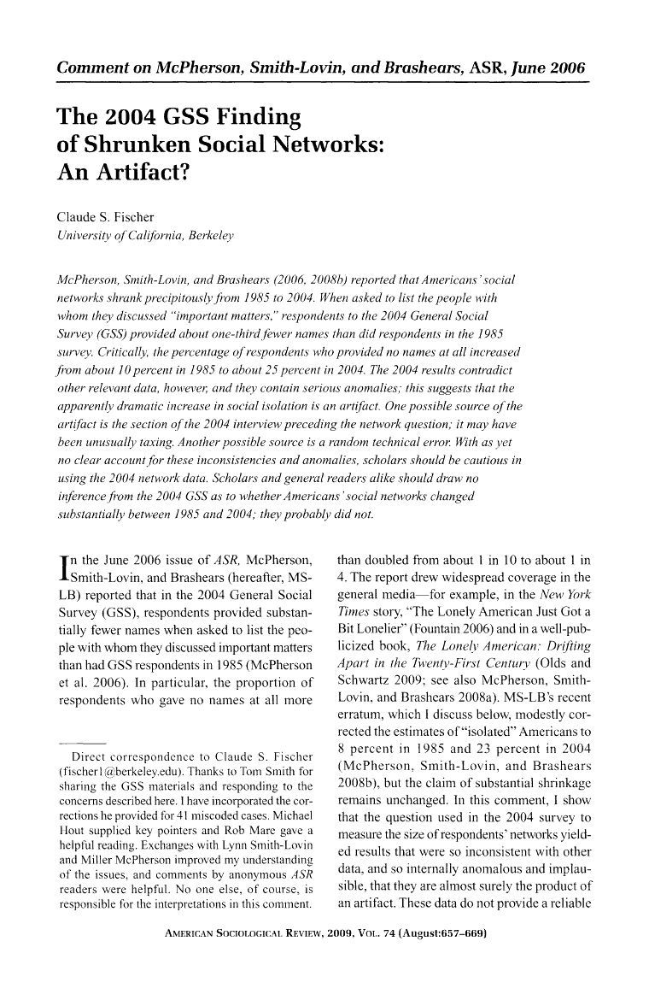 Comment on McPherson, Smith-Lovin, and Brashears, ASR, June 2006
The 2004 GSS Finding
of Shrunken Social Networks:
An Artifact?
Claude S. Fischer
University of California, Berkeley
McPherson, Smith-Lovin, and Brashears (2006, 2008b) reported that Americans' social
networks shrank precipitously from 1985 to 2004. When asked to list the people with
whom they discussed “important matters,” respondents to the 2004 General Social
Survey (GSS) provided about one-third fewer names than did respondents in the 1985
survey. Critically, the percentage of respondents who provided no names at all increased
from about 10 percent in 1985 to about 25 percent in 2004. The 2004 results contradict
other relevant data, however, and they contain serious anomalies; this suggests that the
apparently dramatic increase in social isolation is an artifact. One possible source of the
artifact is the section of the 2004 interview preceding the network question; it may have
been unusually taxing. Another possible source is a random technical error. With as yet
no clear account for these inconsistencies and anomalies, scholars should be cautious in
using the 2004 network data. Scholars and general readers alike should draw no
inference from the 2004 GSS as to whether Americans' social networks changed
substantially between 1985 and 2004; they probably did not.
In the June 2006 issue of ASR, McPherson,
Smith-Lovin, and Brashears (hereafter, MS-
LB) reported that in the 2004 General Social
Survey (GSS), respondents provided substan-
tially fewer names when asked to list the peo-
ple with whom they discussed important matters
than had GSS respondents in 1985 (McPherson
et al. 2006). In particular, the proportion of
respondents who gave no names at all more
Direct correspondence to Claude S. Fischer
(fischer1@berkeley.edu). Thanks to Tom Smith for
sharing the GSS materials and responding to the
concerns described here. I have incorporated the cor-
rections he provided for 41 miscoded cases. Michael
Hout supplied key pointers and Rob Mare gave a
helpful reading. Exchanges with Lynn Smith-Lovin
and Miller McPherson improved my understanding
of the issues, and comments by anonymous ASR
readers were helpful. No one else, of course, is
responsible for the interpretations in this comment.
than doubled from about 1 in 10 to about 1 in
4. The report drew widespread coverage in the
general media—for example, in the New York
Times story, “The Lonely American Just Got a
Bit Lonelier” (Fountain 2006) and in a well-pub-
licized book, The Lonely American: Drifting
Apart in the Twenty-First Century (Olds and
Schwartz 2009; see also McPherson, Smith-
Lovin, and Brashears 2008a). MS-LB's recent
erratum, which I discuss below, modestly cor-
rected the estimates of “isolated” Americans to
8 percent in 1985 and 23 percent in 2004
(McPherson, Smith-Lovin, and Brashears
2008b), but the claim of substantial shrinkage
remains unchanged. In this comment, I show
that the question used in the 2004 survey to
measure the size of respondents' networks yield-
ed results that were so inconsistent with other
data, and so internally anomalous and implau-
sible, that they are almost surely the product of
an artifact. These data do not provide a reliable
AMERICAN SOCIOLOGICAL REVIEW, 2009, VOL. 74 (August:657–669)